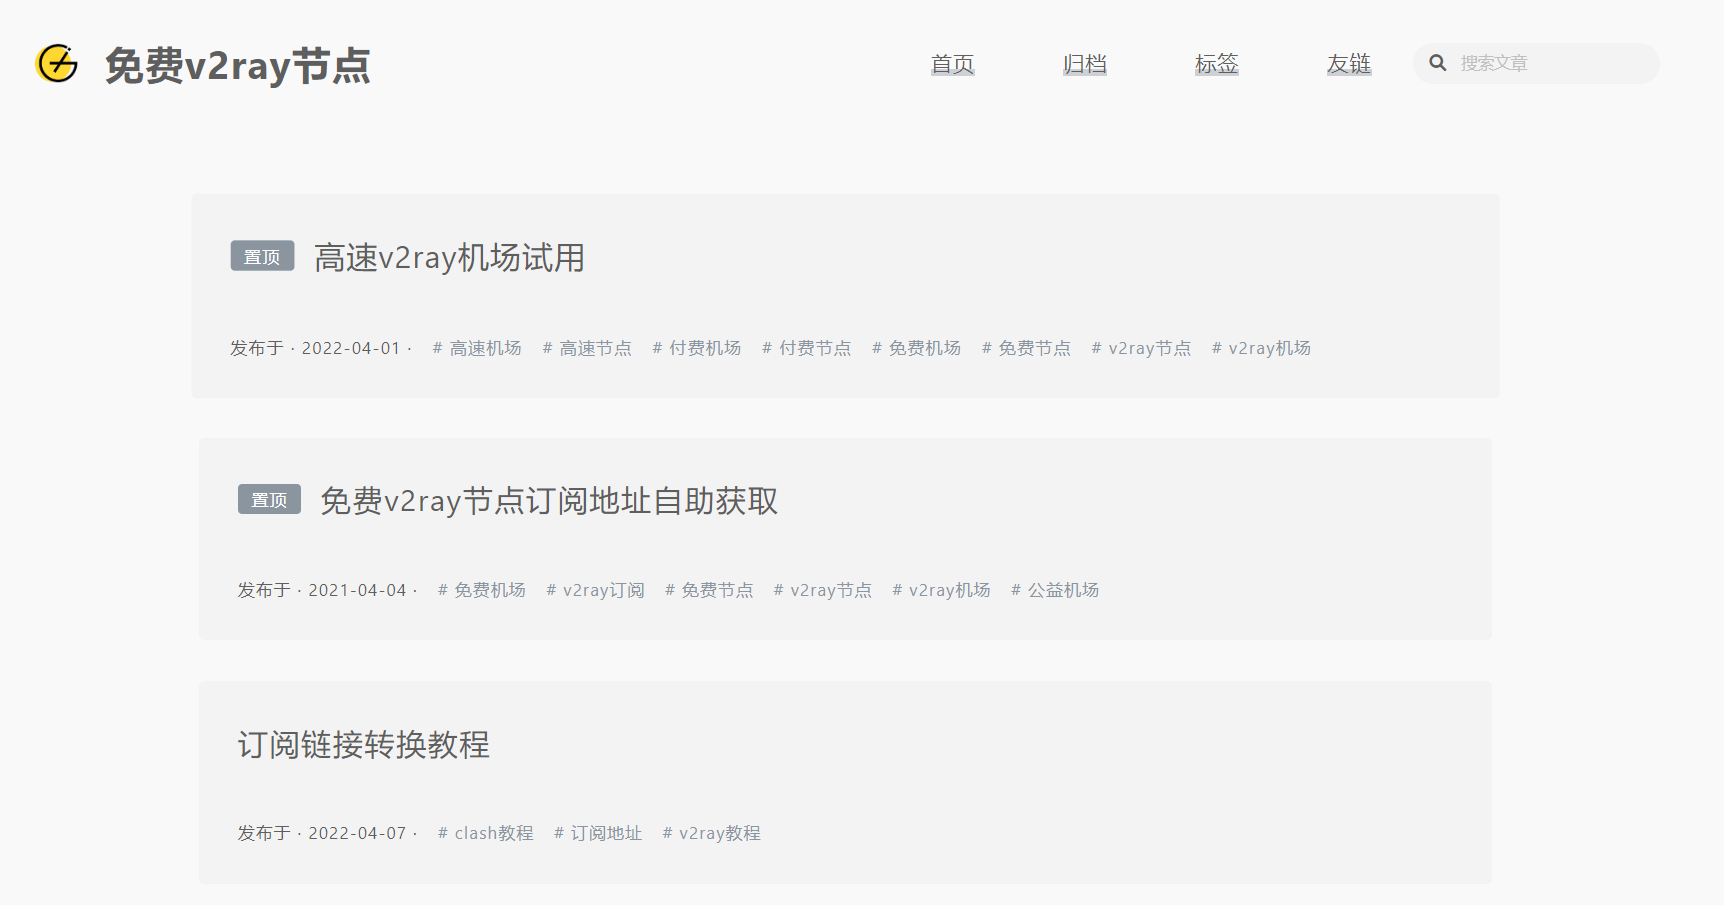 免费v2ray节点
首页 归档 标签 友链 搜索文章
置顶 高速v2ray机场试用
发布于 · 2022-04-01 · # 高速机场 # 高速节点 # 付费机场 # 付费节点 # 免费机场 # 免费节点 # v2ray节点 # v2ray机场
置顶 免费v2ray节点订阅地址自助获取
发布于 · 2021-04-04 · # 免费机场 # v2ray订阅 # 免费节点 # v2ray节点 # v2ray机场 # 公益机场
订阅链接转换教程
发布于 · 2022-04-07 · # clash教程 # 订阅地址 # v2ray教程